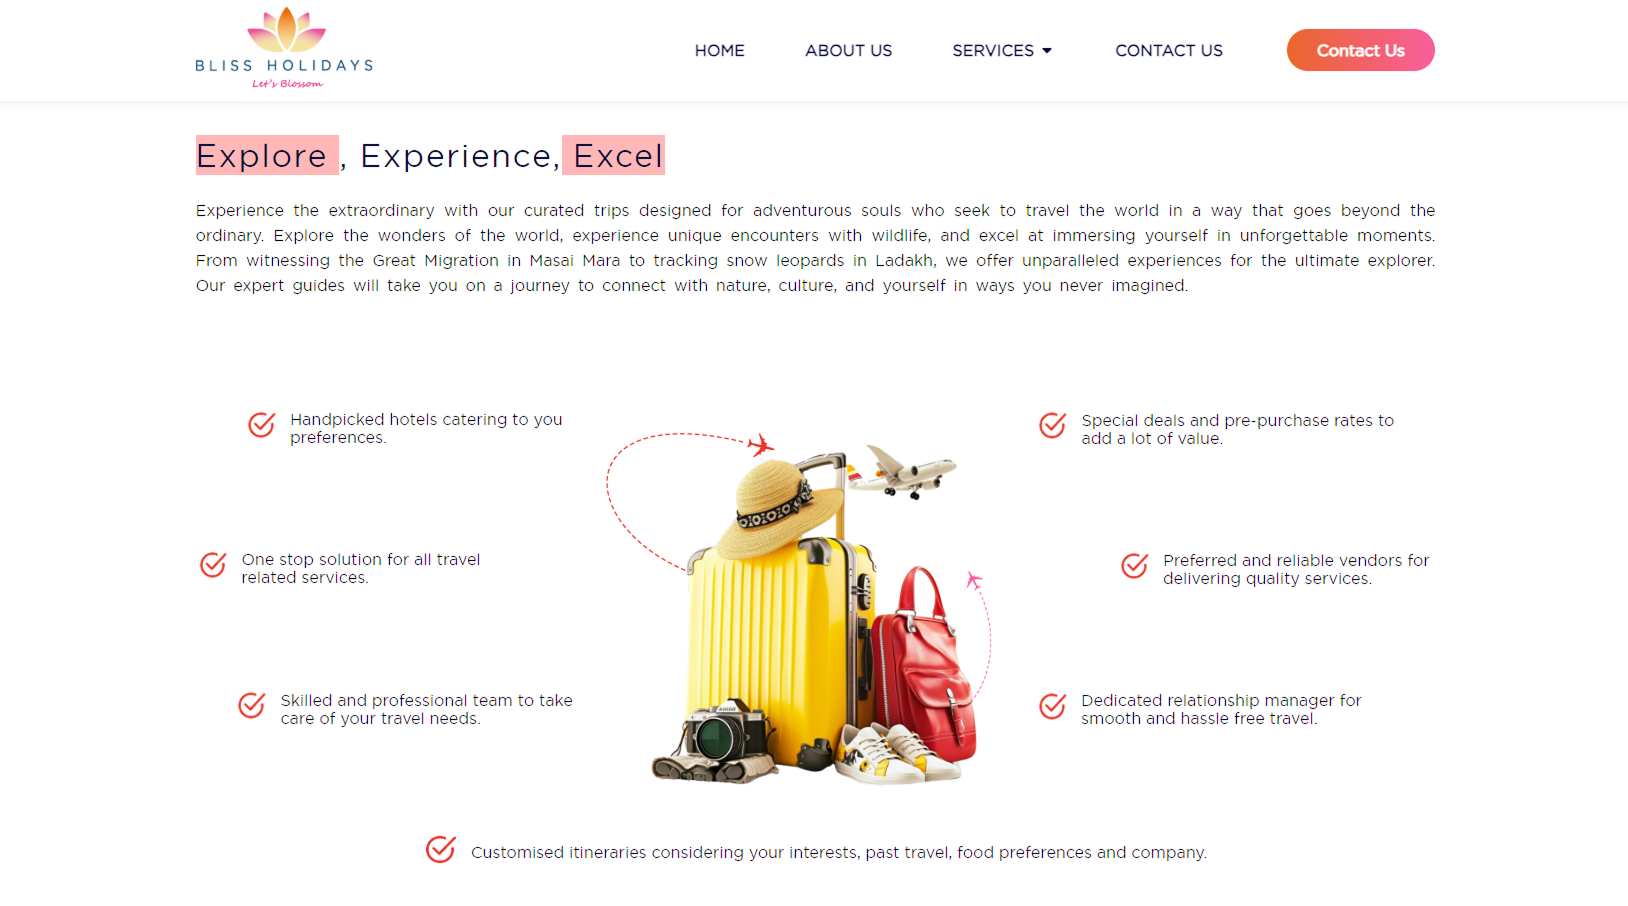 BLISS HOLIDAYS
Let's Blossom
HOME
ABOUT US
SERVICES
CONTACT US
Contact Us
Explore , Experience, Excel
Experience the extraordinary with our curated trips designed for adventurous souls who seek to travel the world in a way that goes beyond the
ordinary. Explore the wonders of the world, experience unique encounters with wildlife, and excel at immersing yourself in unforgettable moments.
From witnessing the Great Migration in Masai Mara to tracking snow leopards in Ladakh, we offer unparalleled experiences for the ultimate explorer.
Our expert guides will take you on a journey to connect with nature, culture, and yourself in ways you never imagined.
Handpicked hotels catering to you
preferences.
Special deals and pre-purchase rates to
add a lot of value.
One stop solution for all travel
related services.
Preferred and reliable vendors for
delivering quality services.
Skilled and professional team to take
care of your travel needs.
Dedicated relationship manager for
smooth and hassle free travel.
Customised itineraries considering your interests, past travel, food preferences and company.